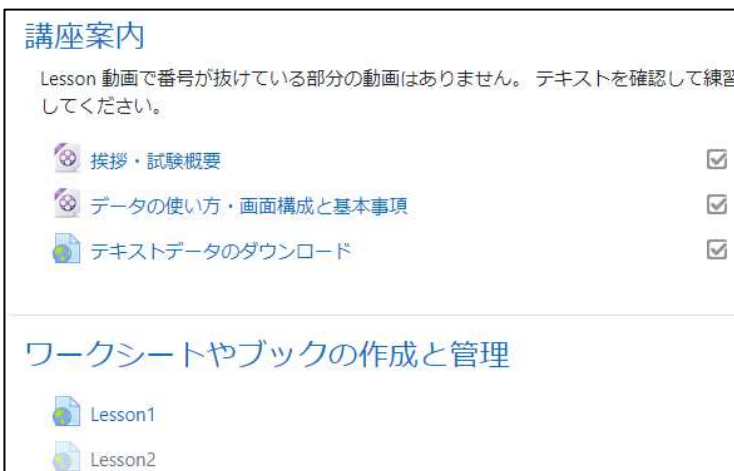 講座案内
Lesson 動画で番号が抜けている部分の動画はありません。 テキストを確認して練習
してください。
挨拶・試験概要
データの使い方・画面構成と基本事項
テキストデータのダウンロード
ワークシートやブックの作成と管理
Lesson1
Lesson2